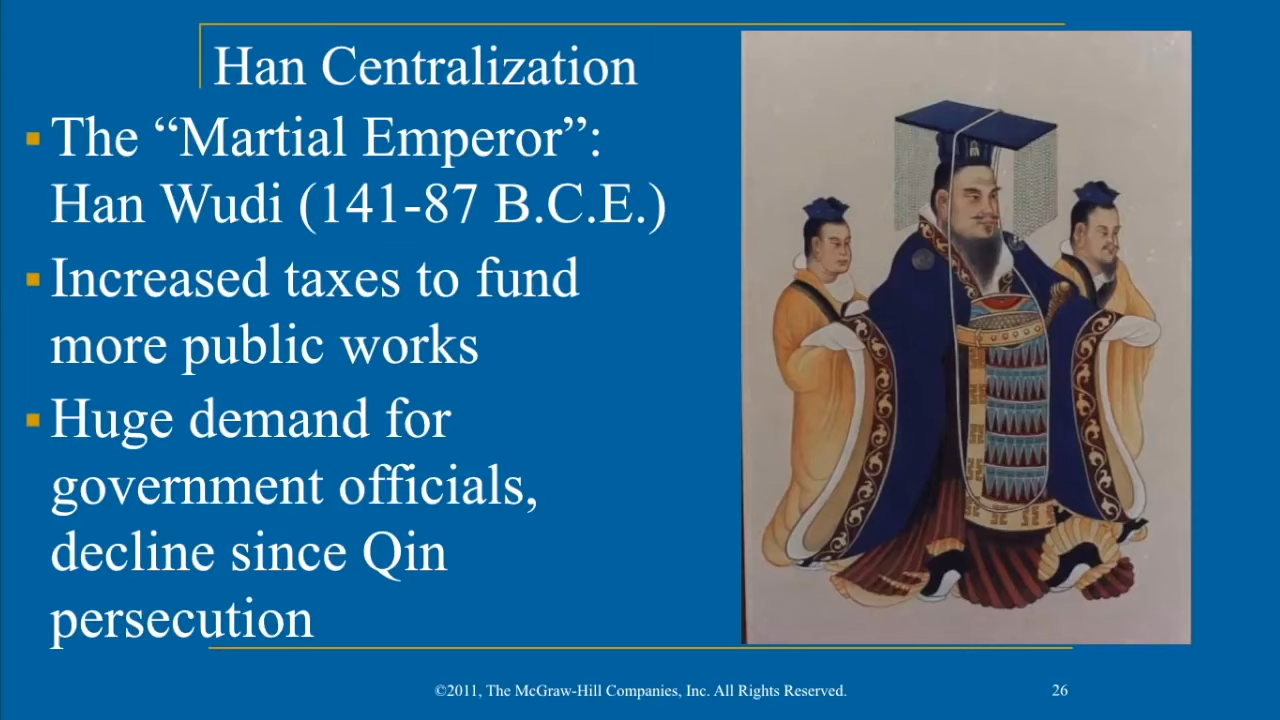 Han Centralization
▪The “Martial Emperor”:
Han Wudi (141-87 B.C.E.)
▪Increased taxes to fund
more public works
▪Huge demand for
government officials,
decline since Qin
persecution
©2011, The McGraw-Hill Companies, Inc. All Rights Reserved.
26